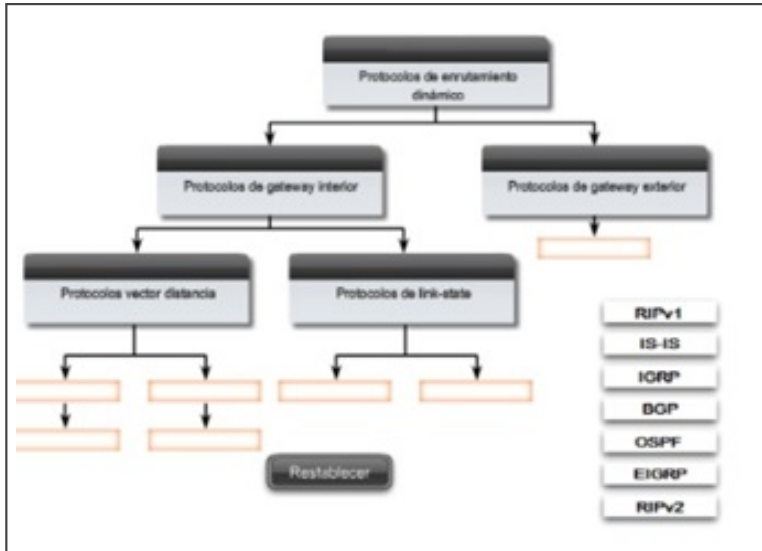 Protocolos de enrutamiento
dinámico
Protocolos de gateway interior
Protocolos de gateway exterior
Protocolos vector distancia
Protocolos de link-state
RIPv1
IS-IS
IGRP
BGP
OSPF
EIGRP
RIPv2
Restablecer